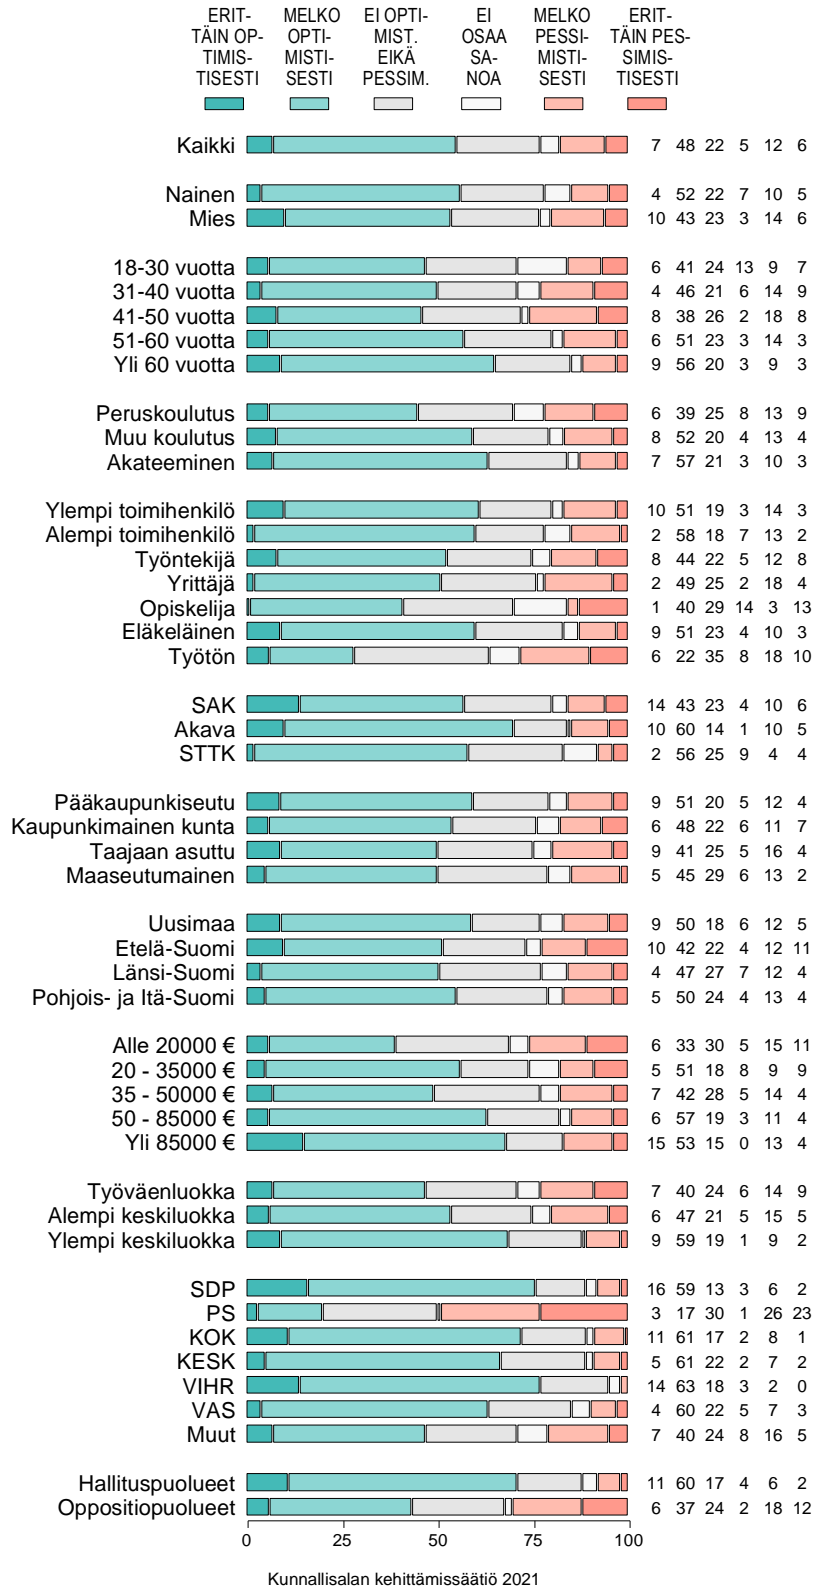 ERIT- MELKO EI OPTI- EI MELKO ERIT-
TÄIN OP- OPTI- MIST. OSAA PESSI- TÄIN PES-
TIMIS- MISTI- EIKÄ SA- MISTI- SIMIS-
TISESTI SESTI PESSIM. NOA SESTI TISESTI
Kaikki 7 48 22 5 12 6
Nainen 4 52 22 7 10 5
Mies 10 43 23 3 14 6
18-30 vuotta 6 41 24 13 9 7
31-40 vuotta 4 46 21 6 14 9
41-50 vuotta 8 38 26 2 18 8
51-60 vuotta 6 51 23 3 14 3
Yli 60 vuotta 9 56 20 3 9 3
Peruskoulutus 6 39 25 8 13 9
Muu koulutus 8 52 20 4 13 4
Akateeminen 7 57 21 3 10 3
Ylempi toimihenkilö 10 51 19 3 14 3
Alempi toimihenkilö 2 58 18 7 13 2
Työntekijä 8 44 22 5 12 8
Yrittäjä 2 49 25 2 18 4
Opiskelija 1 40 29 14 3 13
Eläkeläinen 9 51 23 4 10 3
Työtön 6 22 35 8 18 10
SAK 14 43 23 4 10 6
Akava 10 60 14 1 10 5
STTK 2 56 25 9 4 4
Pääkaupunkiseutu 9 51 20 5 12 4
Kaupunkimainen kunta 6 48 22 6 11 7
Taajaan asuttu 9 41 25 5 16 4
Maaseutumainen 5 45 29 6 13 2
Uusimaa 9 50 18 6 12 5
Etelä-Suomi 10 42 22 4 12 11
Länsi-Suomi 4 47 27 7 12 4
Pohjois- ja Itä-Suomi 5 50 24 4 13 4
Alle 20000 € 6 33 30 5 15 11
20 - 35000 € 5 51 18 8 9 9
35 - 50000 € 7 42 28 5 14 4
50 - 85000 € 6 57 19 3 11 4
Yli 85000 € 15 53 15 0 13 4
Työväenluokka 7 40 24 6 14 9
Alempi keskiluokka 6 47 21 5 15 5
Ylempi keskiluokka 9 59 19 1 9 2
SDP 16 59 13 3 6 2
PS 3 17 30 1 26 23
KOK 11 61 17 2 8 1
KESK 5 61 22 2 7 2
VIHR 14 63 18 3 2 0
VAS 4 60 22 5 7 3
Muut 7 40 24 8 16 5
Hallituspuolueet 11 60 17 4 6 2
Oppositiopuolueet 6 37 24 2 18 12
0 25 50 75 100
Kunnallisalan kehittämissäätiö 2021